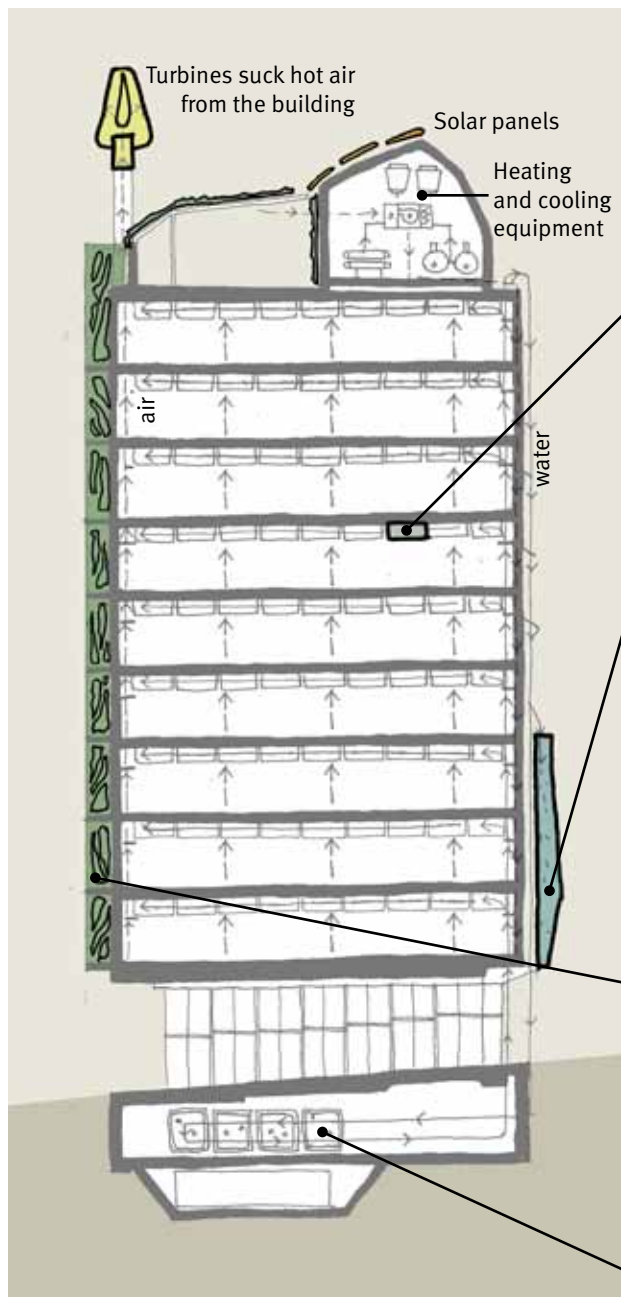 Turbines suck hot air
from the building
Solar panels
Heating
and cooling
equipment
air
water